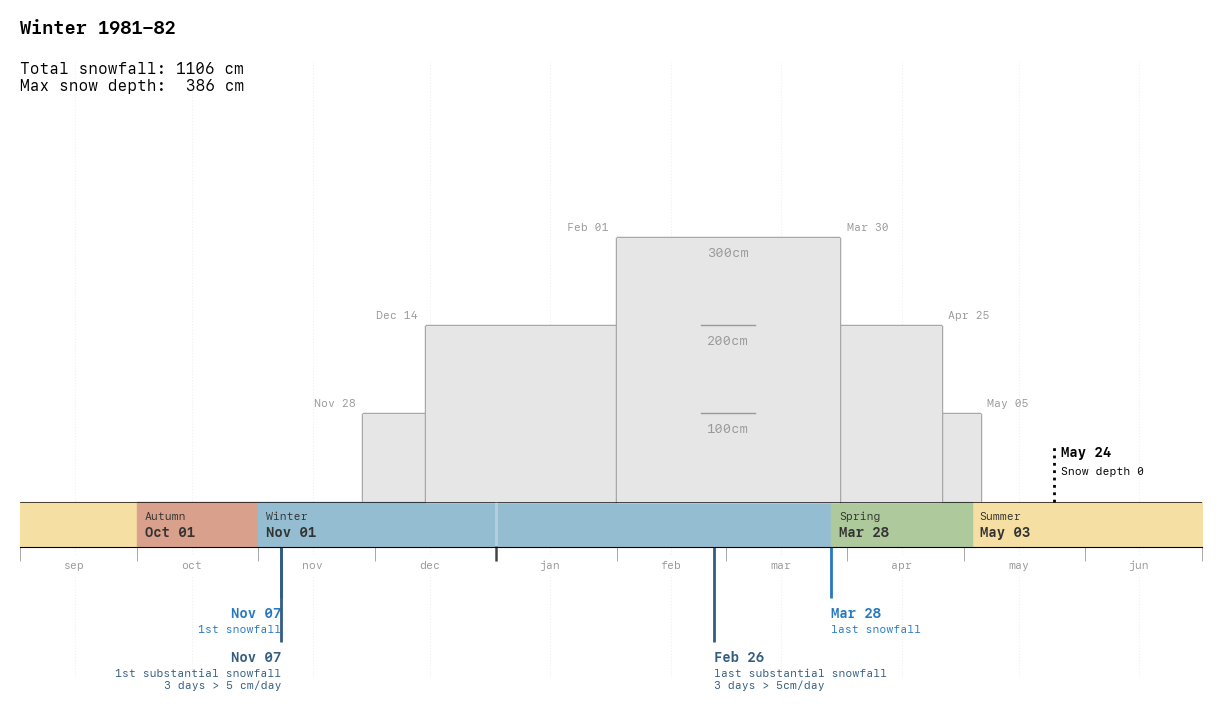 Winter 1981–82
Total snowfall: 1106 cm
Max snow depth:  386 cm
Feb 01
Mar 30
300cm
Dec 14
Apr 25
200cm
Nov 28
May 05
100cm
May 24
Snow depth 0
Autumn
Oct 01
Winter
Nov 01
Spring
Mar 28
Summer
May 03
sep oct nov dec jan feb mar apr may jun
Nov 07
1st snowfall
Mar 28
last snowfall
Nov 07
1st substantial snowfall
3 days > 5 cm/day
Feb 26
last substantial snowfall
3 days > 5cm/day